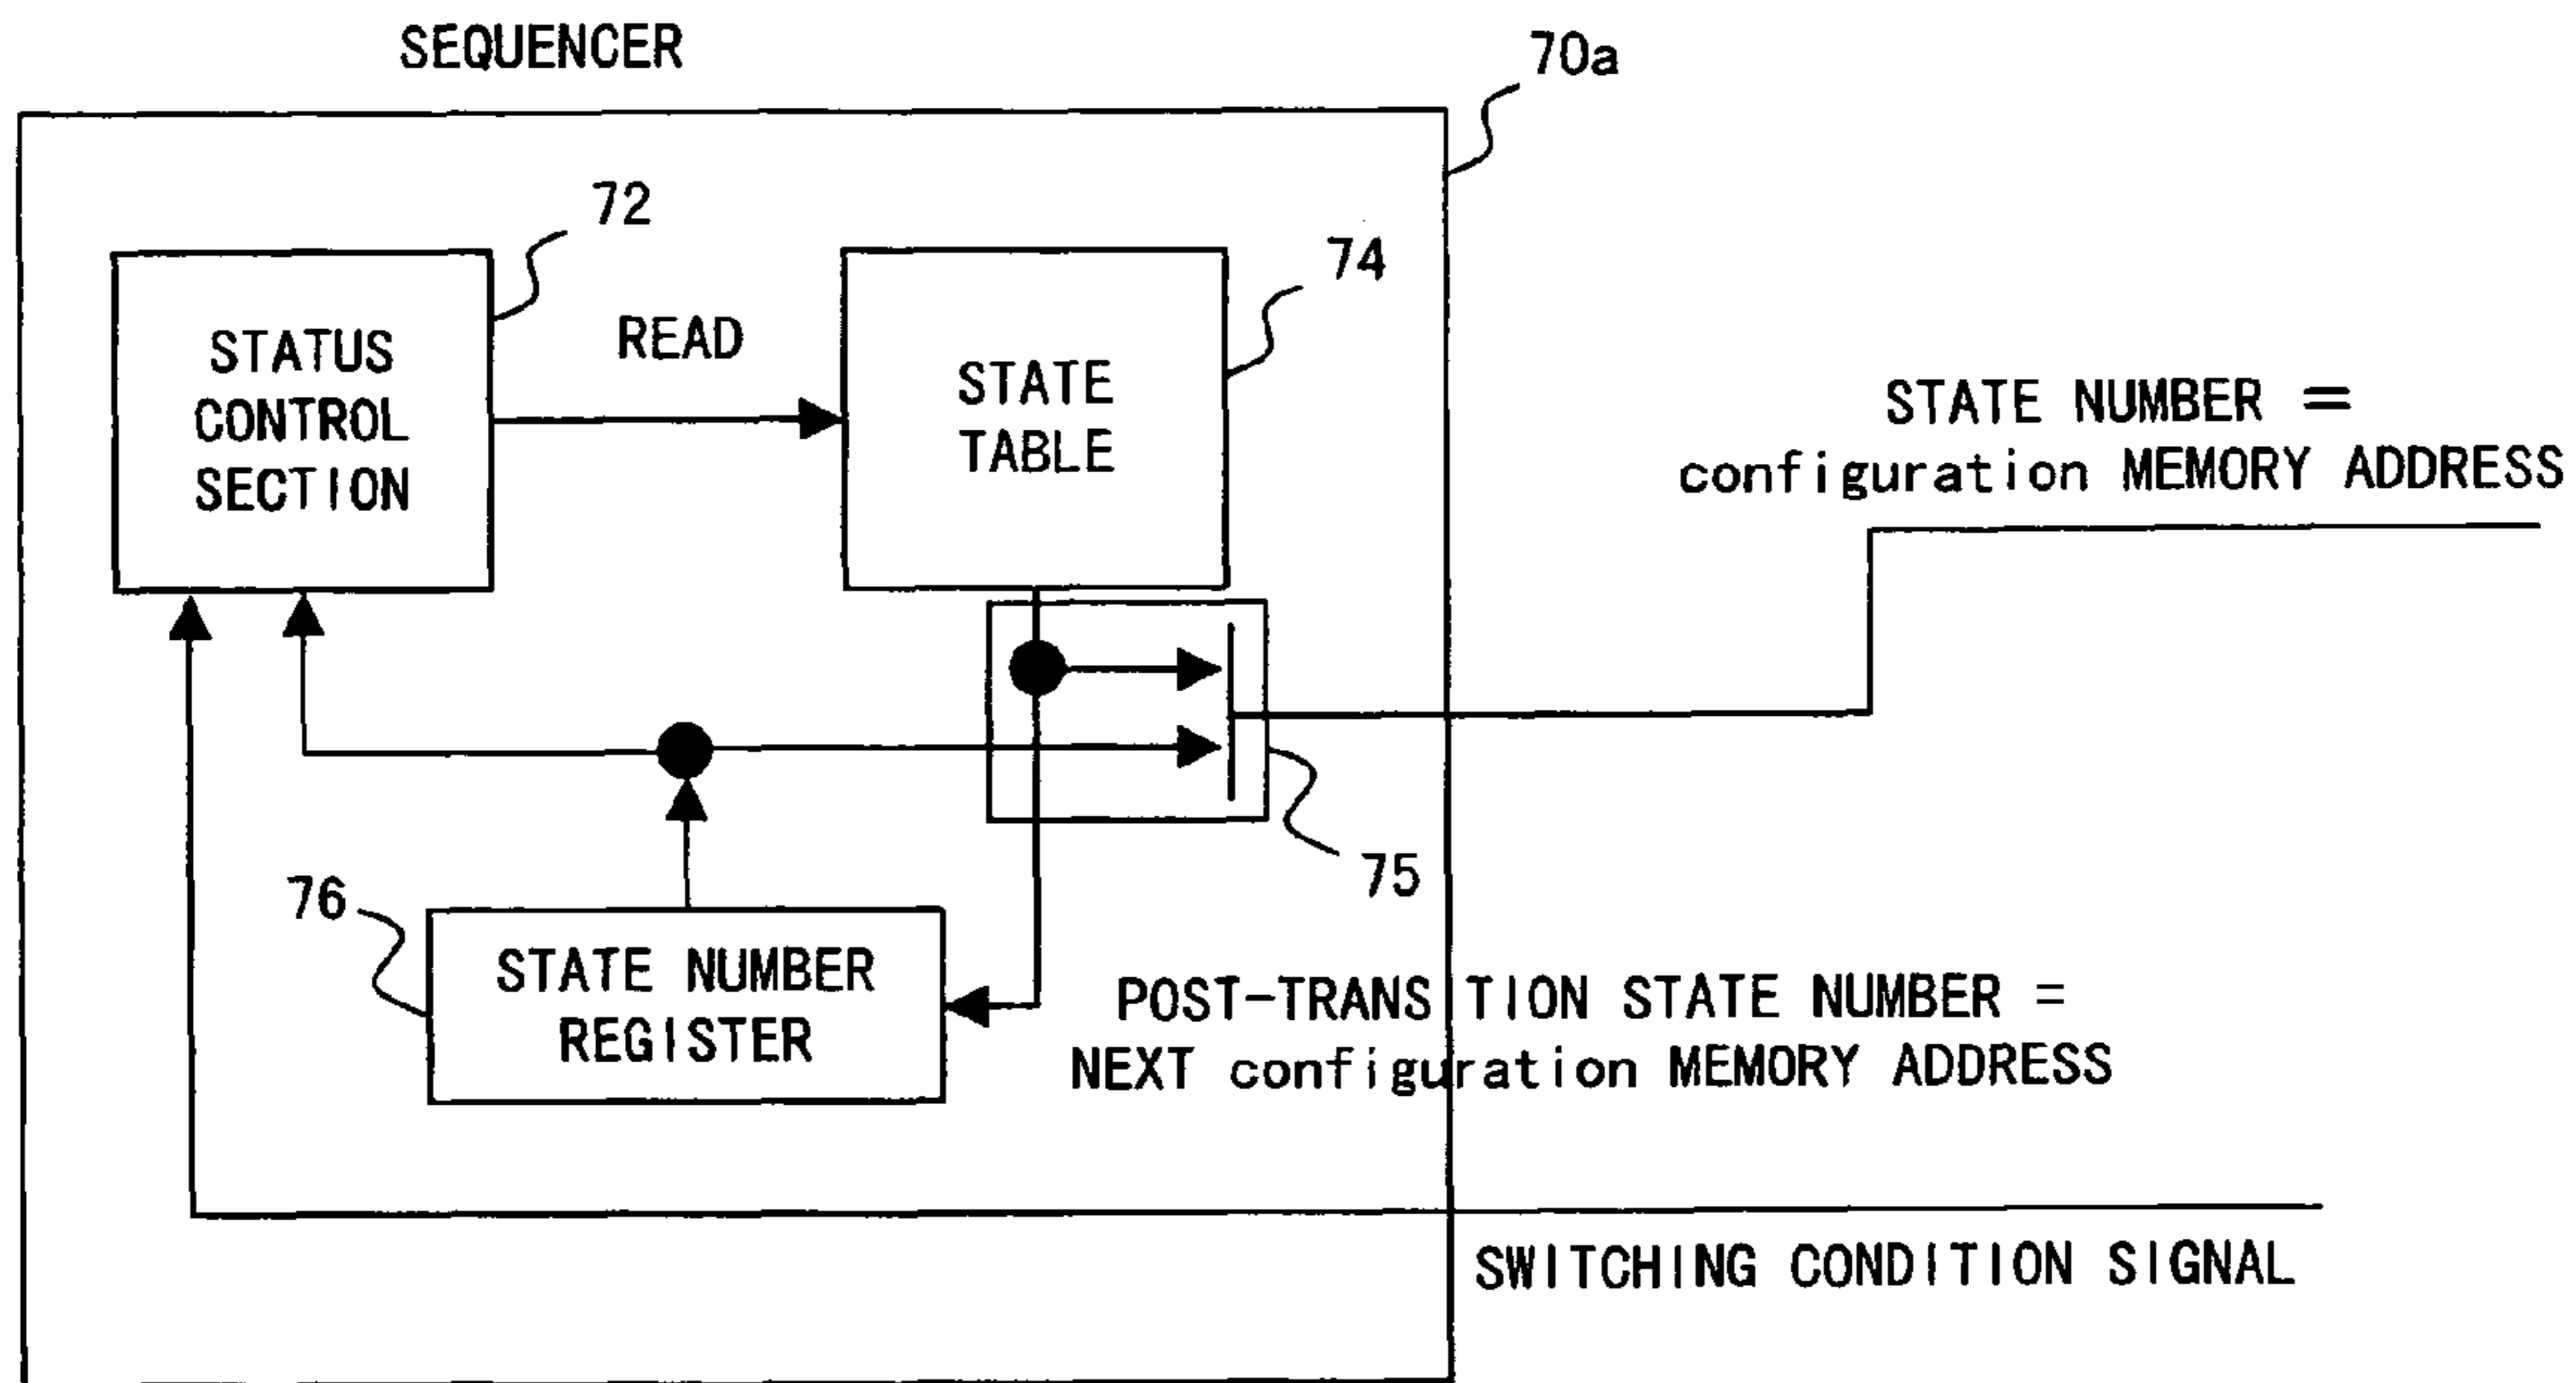 SEQUENCER
70a
72
74
STATUS
CONTROL
SECTION
READ
STATE
TABLE
STATE NUMBER =
configuration MEMORY ADDRESS
75
76
STATE NUMBER
REGISTER
POST-TRANSITION STATE NUMBER =
NEXT configuration MEMORY ADDRESS
SWITCHING CONDITION SIGNAL